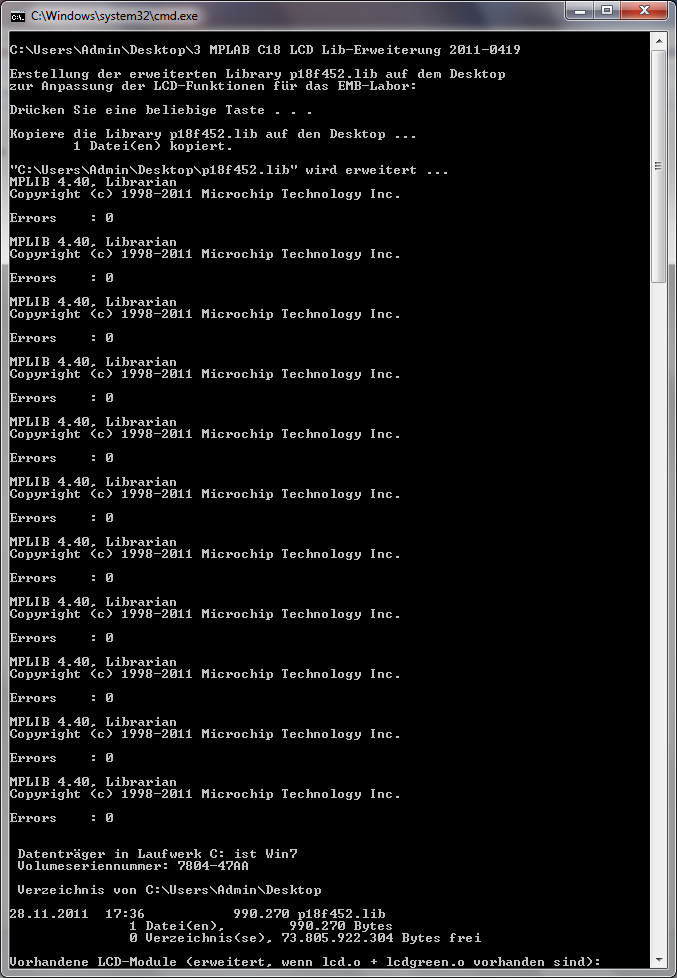 C:\Windows\system32\cmd.exe
C:\Users\Admin\Desktop\3 MPLAB C18 LCD Lib-Erweiterung 2011-0419
Erstellung der erweiterten Library p18f452.lib auf dem Desktop
zur Anpassung der LCD-Funktionen für das EMB-Labor:
Drücken Sie eine beliebige Taste . . .
Kopiere die Library p18f452.lib auf den Desktop ...
1 Datei(en) kopiert.
"C:\Users\Admin\Desktop\p18f452.lib" wird erweitert ...
MPLIB 4.40, Librarian
Copyright (c) 1998-2011 Microchip Technology Inc.
Errors    : 0
MPLIB 4.40, Librarian
Copyright (c) 1998-2011 Microchip Technology Inc.
Errors    : 0
MPLIB 4.40, Librarian
Copyright (c) 1998-2011 Microchip Technology Inc.
Errors    : 0
MPLIB 4.40, Librarian
Copyright (c) 1998-2011 Microchip Technology Inc.
Errors    : 0
MPLIB 4.40, Librarian
Copyright (c) 1998-2011 Microchip Technology Inc.
Errors    : 0
MPLIB 4.40, Librarian
Copyright (c) 1998-2011 Microchip Technology Inc.
Errors    : 0
MPLIB 4.40, Librarian
Copyright (c) 1998-2011 Microchip Technology Inc.
Errors    : 0
MPLIB 4.40, Librarian
Copyright (c) 1998-2011 Microchip Technology Inc.
Errors    : 0
MPLIB 4.40, Librarian
Copyright (c) 1998-2011 Microchip Technology Inc.
Errors    : 0
MPLIB 4.40, Librarian
Copyright (c) 1998-2011 Microchip Technology Inc.
Errors    : 0
MPLIB 4.40, Librarian
Copyright (c) 1998-2011 Microchip Technology Inc.
Errors    : 0
Datenträger in Laufwerk C: ist Win7
Volumeseriennummer: 7804-47AA
Verzeichnis von C:\Users\Admin\Desktop
28.11.2011  17:36           990.270 p18f452.lib
1 Datei(en),        990.270 Bytes
0 Verzeichnis(se), 73.805.922.304 Bytes frei
Vorhandene LCD-Module (erweitert, wenn lcd.o + lcdgreen.o vorhanden sind):